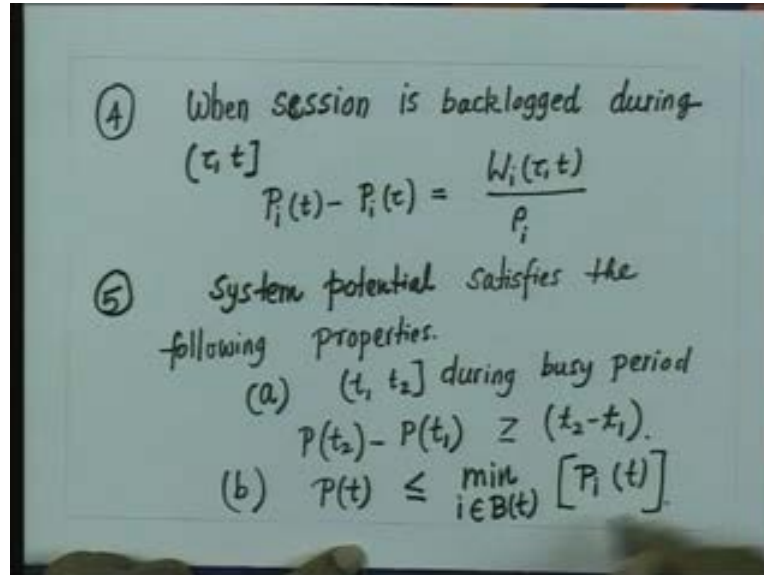 ④ When session is backlogged during
(τ, t]
Pi(t) - Pi(τ) = Wi(τ, t) / ρi
⑤ System potential satisfies the
following properties.
(a) (t1 t2] during busy period
P(t2) - P(t1) ≥ (t2 - t1).
(b) P(t) ≤ min i∈B(t) [Pi(t)].